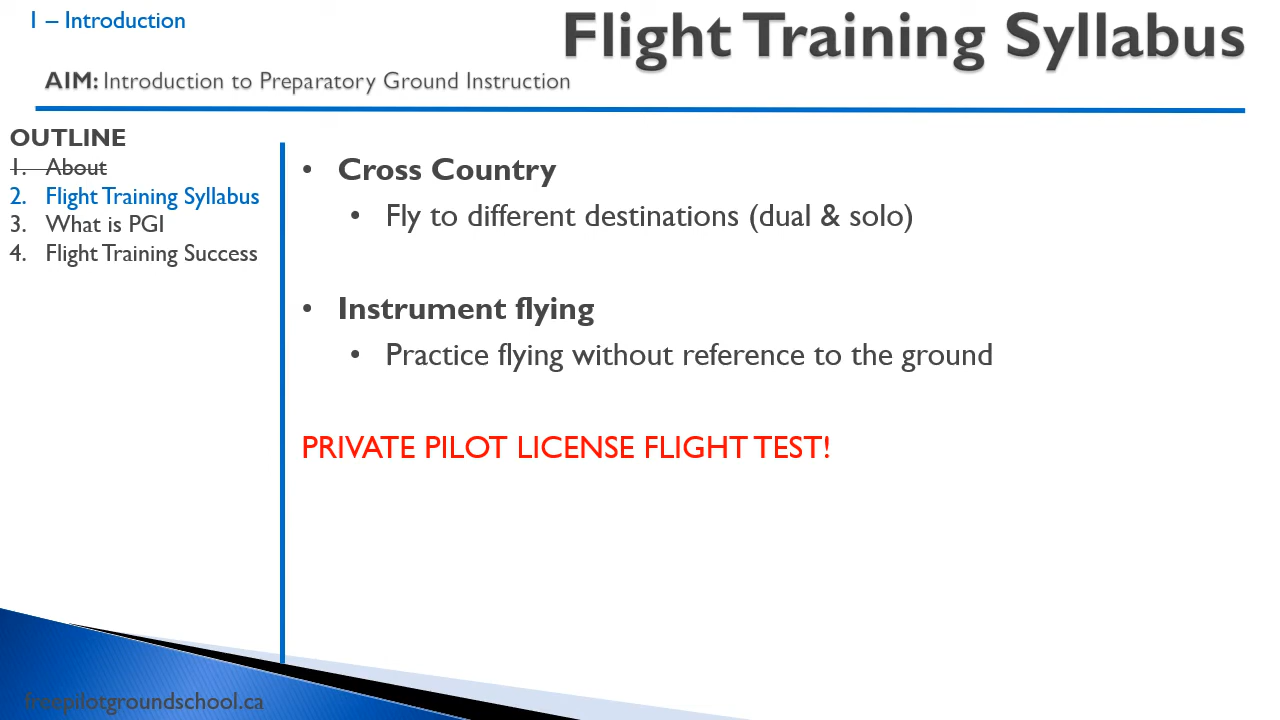 1 – Introduction
Flight Training Syllabus
AIM: Introduction to Preparatory Ground Instruction
OUTLINE
1. About
2. Flight Training Syllabus
3. What is PGI
4. Flight Training Success
• Cross Country
• Fly to different destinations (dual & solo)
• Instrument flying
• Practice flying without reference to the ground
PRIVATE PILOT LICENSE FLIGHT TEST!
freepilotgroundschool.ca